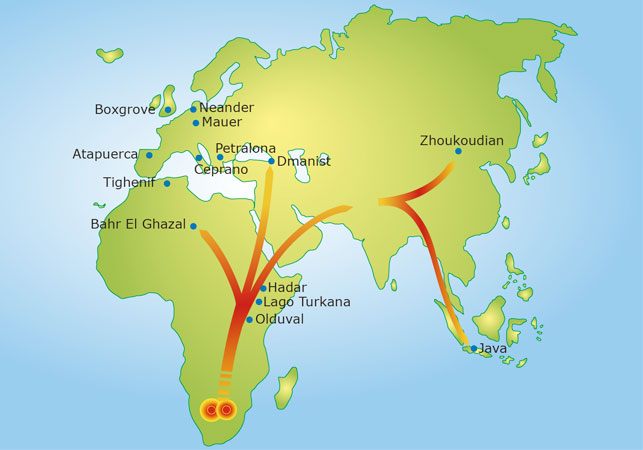 Boxgrove
Neander
Mauer
Zhoukoudian
Atapuerca
Petralona
Dmanist
Ceprano
Tighenif
Bahr El Ghazal
Hadar
Lago Turkana
Olduval
Java